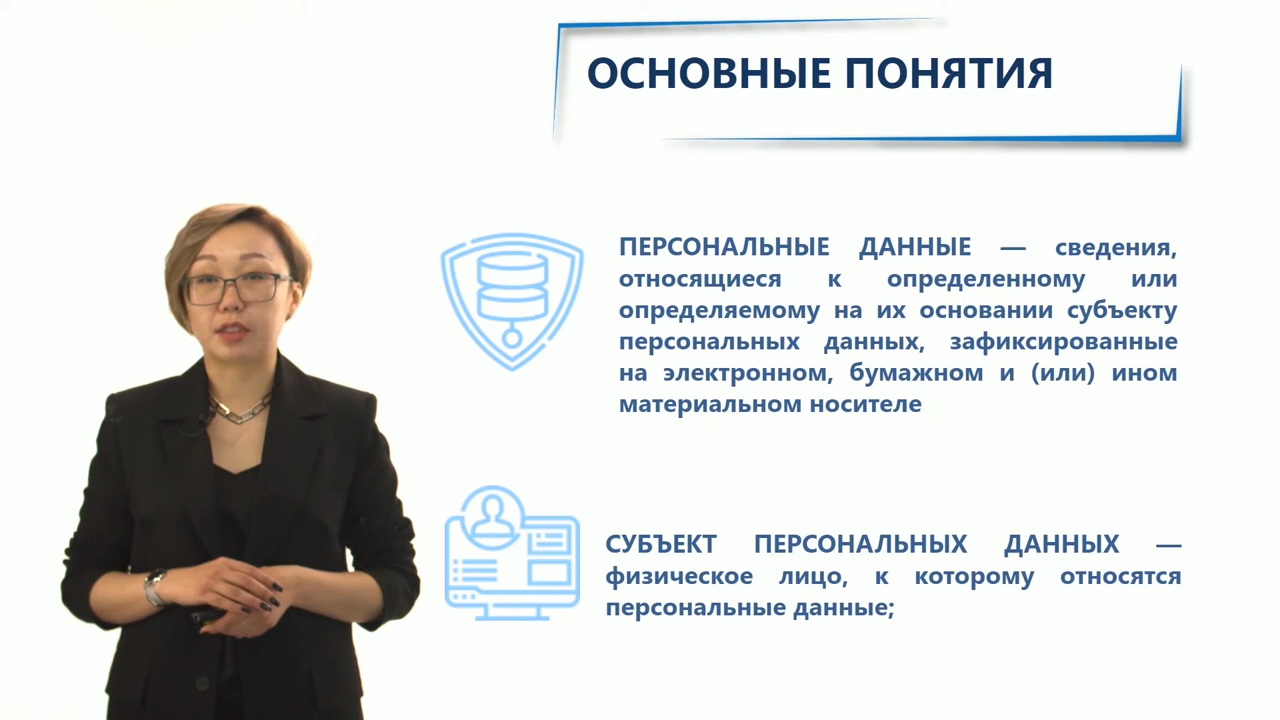 ОСНОВНЫЕ ПОНЯТИЯ
ПЕРСОНАЛЬНЫЕ ДАННЫЕ — сведения,
относящиеся к определенному или
определяемому на их основании субъекту
персональных данных, зафиксированные
на электронном, бумажном и (или) ином
материальном носителе
СУБЪЕКТ ПЕРСОНАЛЬНЫХ ДАННЫХ —
физическое лицо, к которому относятся
персональные данные;